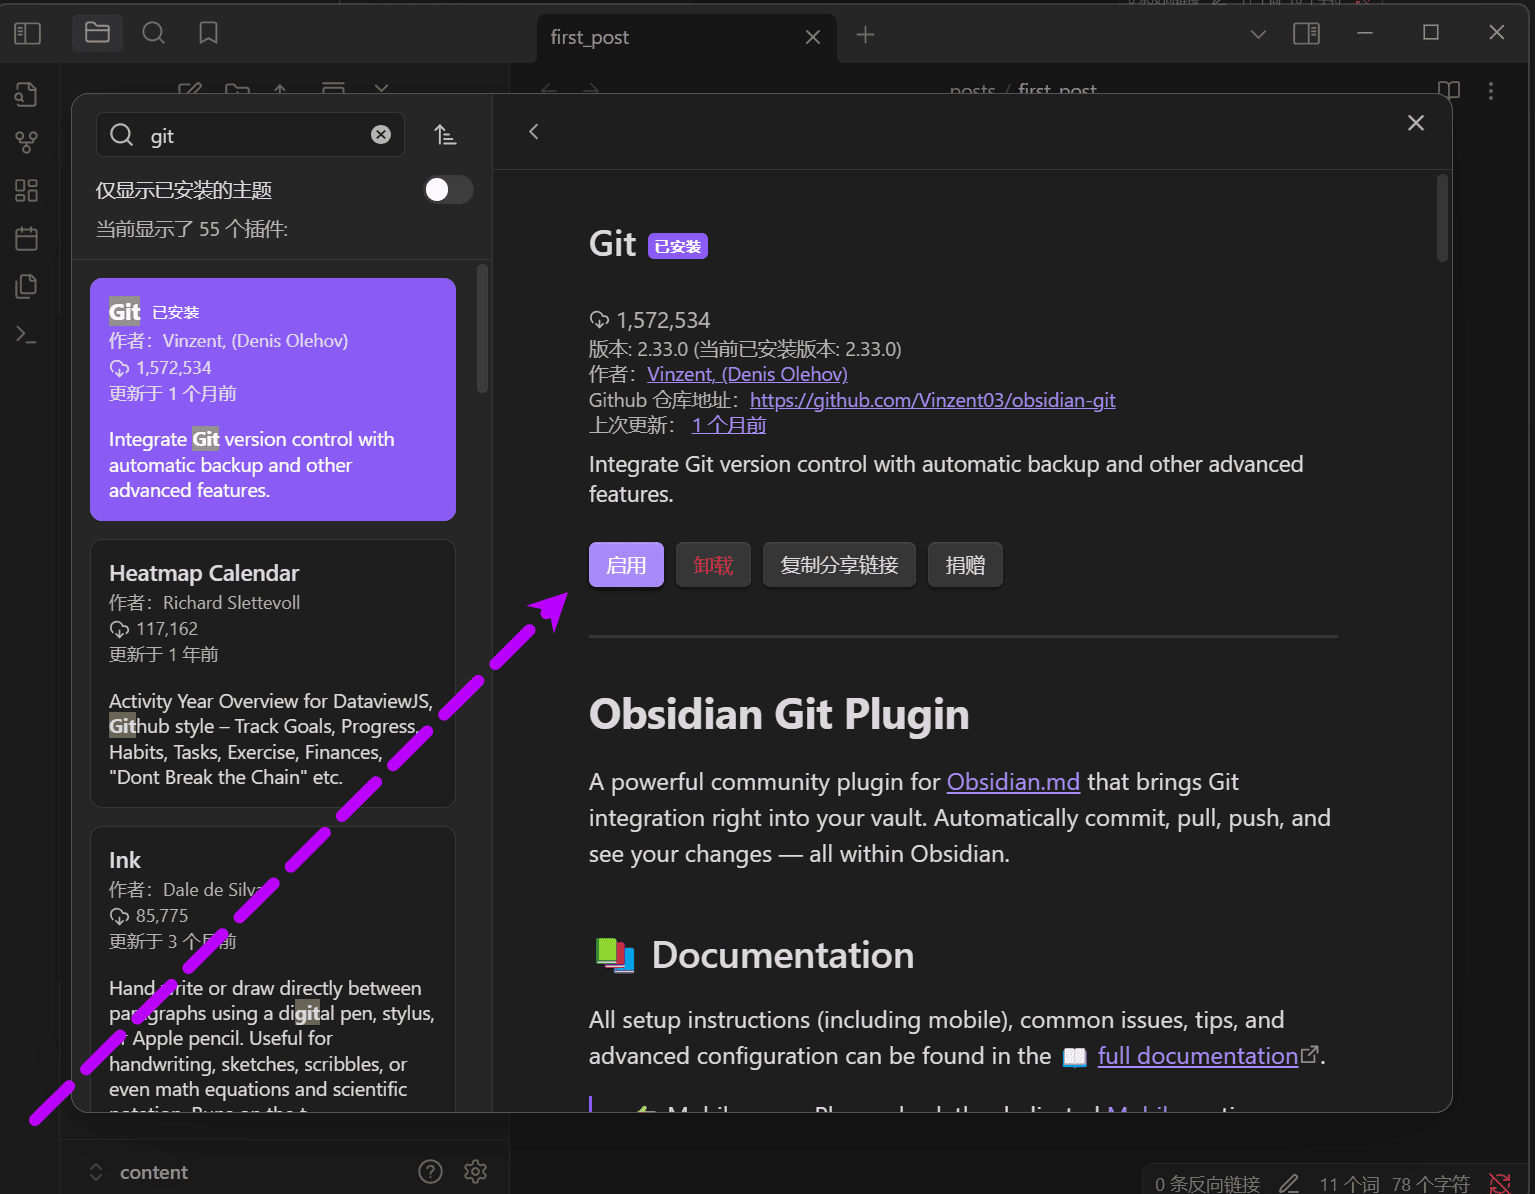 first_post
posts / first_post
git
仅显示已安装的主题
当前显示了 55 个插件:
Git 已安装
作者：Vinzent, (Denis Olehov)
1,572,534
更新于 1 个月前
Integrate Git version control with
automatic backup and other
advanced features.
Heatmap Calendar
作者：Richard Slettevoll
117,162
更新于 1 年前
Activity Year Overview for DataviewJS,
Github style – Track Goals, Progress,
Habits, Tasks, Exercise, Finances,
"Dont Break the Chain" etc.
Ink
作者：Dale de Silva
85,775
更新于 3 个月前
Hand write or draw directly between
paragraphs using a digital pen, stylus,
or Apple pencil. Useful for
handwriting, sketches, scribbles, or
even math equations and scientific
Git 已安装
1,572,534
版本: 2.33.0 (当前已安装版本: 2.33.0)
作者：Vinzent, (Denis Olehov)
Github 仓库地址：https://github.com/Vinzent03/obsidian-git
上次更新： 1 个月前
Integrate Git version control with automatic backup and other advanced
features.
启用 卸载 复制分享链接 捐赠
Obsidian Git Plugin
A powerful community plugin for Obsidian.md that brings Git
integration right into your vault. Automatically commit, pull, push, and
see your changes — all within Obsidian.
Documentation
All setup instructions (including mobile), common issues, tips, and
advanced configuration can be found in the full documentation.
content
0 条反向链接 11 个词 78 个字符